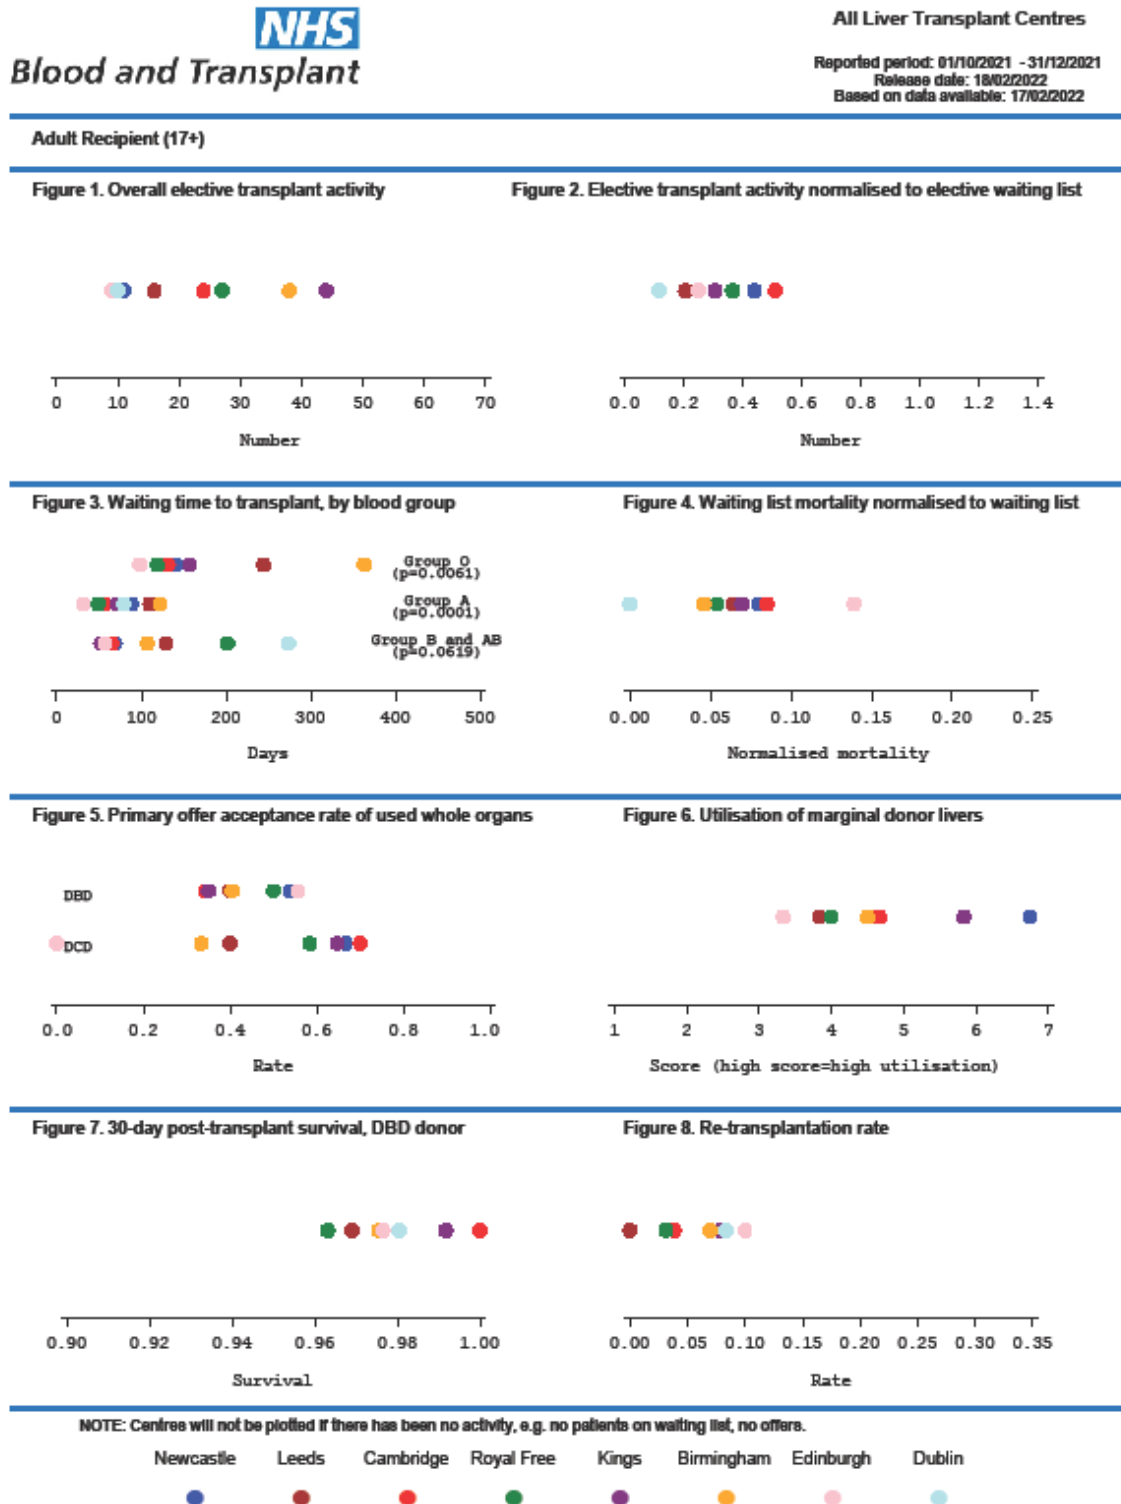 NHS
Blood and Transplant
All Liver Transplant Centres
Reported period: 01/10/2021 - 31/12/2021
Release date: 18/02/2022
Based on data available: 17/02/2022
Adult Recipient (17+)
Figure 1. Overall elective transplant activity
0 10 20 30 40 50 60 70
Number
Figure 2. Elective transplant activity normalised to elective waiting list
0.0 0.2 0.4 0.6 0.8 1.0 1.2 1.4
Number
Figure 3. Waiting time to transplant, by blood group
Group O
(p=0.0061)
Group A
(p=0.0001)
Group B and AB
(p=0.0619)
0 100 200 300 400 500
Days
Figure 4. Waiting list mortality normalised to waiting list
0.00 0.05 0.10 0.15 0.20 0.25
Normalised mortality
Figure 5. Primary offer acceptance rate of used whole organs
DBD
DCD
0.0 0.2 0.4 0.6 0.8 1.0
Rate
Figure 6. Utilisation of marginal donor livers
1 2 3 4 5 6 7
Score (high score=high utilisation)
Figure 7. 30-day post-transplant survival, DBD donor
0.90 0.92 0.94 0.96 0.98 1.00
Survival
Figure 8. Re-transplantation rate
0.00 0.05 0.10 0.15 0.20 0.25 0.30 0.35
Rate
NOTE: Centres will not be plotted if there has been no activity, e.g. no patients on waiting list, no offers.
Newcastle Leeds Cambridge Royal Free Kings Birmingham Edinburgh Dublin